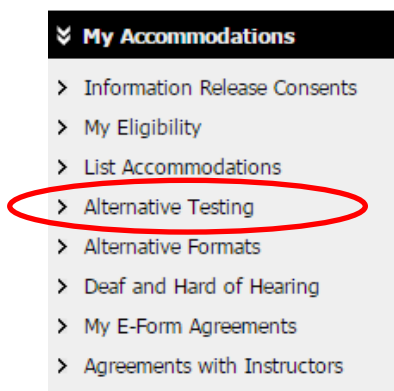 My Accommodations
Information Release Consents
My Eligibility
List Accommodations
Alternative Testing
Alternative Formats
Deaf and Hard of Hearing
My E-Form Agreements
Agreements with Instructors